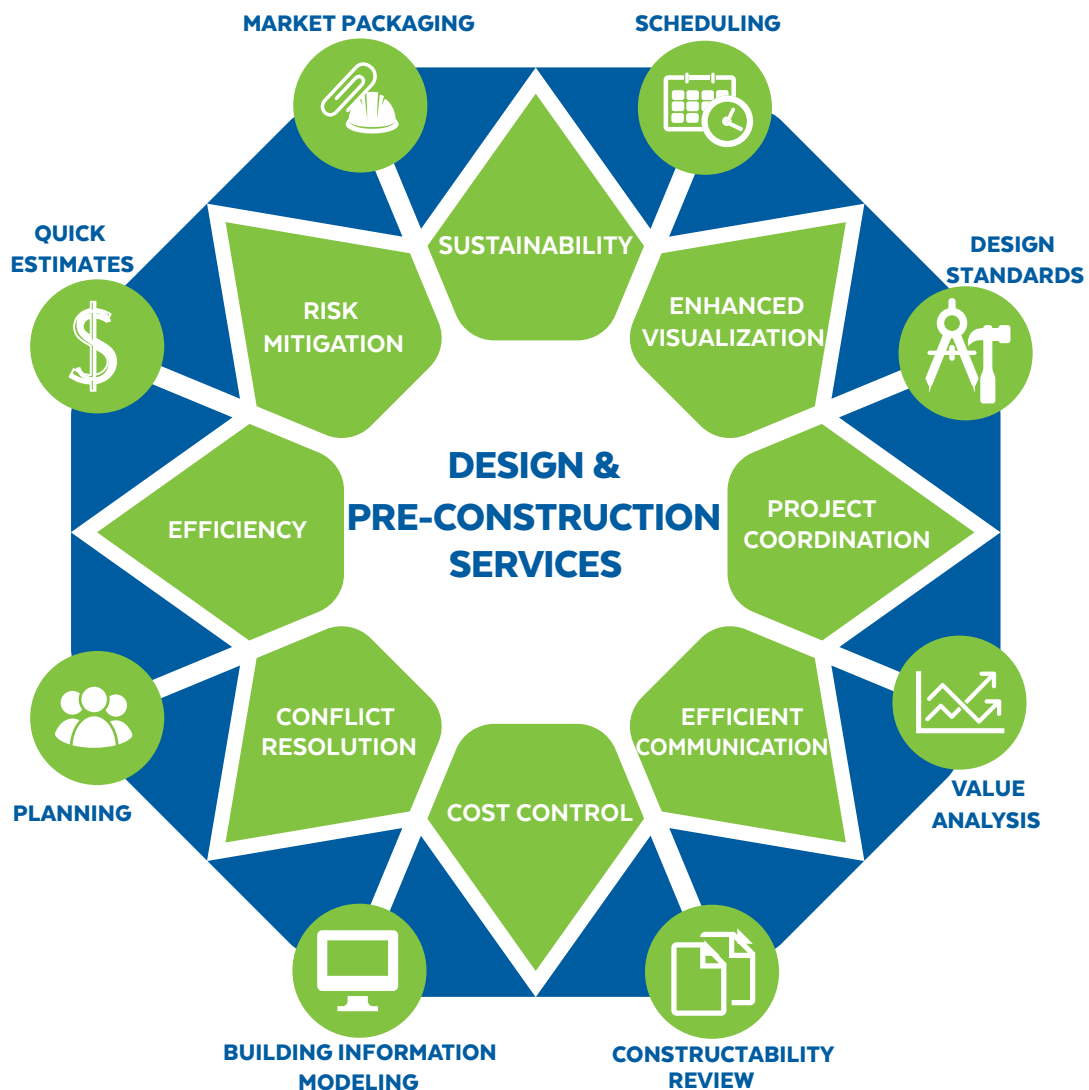 MARKET PACKAGING
SCHEDULING
QUICK
ESTIMATES
DESIGN
STANDARDS
SUSTAINABILITY
RISK
MITIGATION
ENHANCED
VISUALIZATION
DESIGN &
PRE-CONSTRUCTION
SERVICES
EFFICIENCY
PROJECT
COORDINATION
CONFLICT
RESOLUTION
EFFICIENT
COMMUNICATION
COST CONTROL
PLANNING
VALUE
ANALYSIS
BUILDING INFORMATION
MODELING
CONSTRUCTABILITY
REVIEW